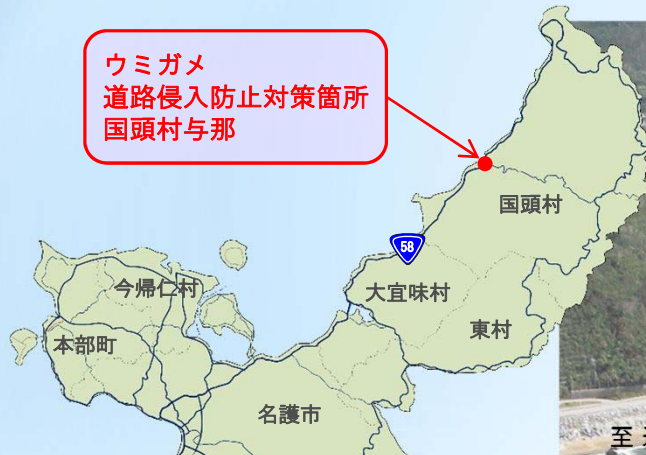 ウミガメ
道路侵入防止対策箇所
国頭村与那
国頭村
58
今帰仁村
大宜味村
本部町
東村
名護市
至